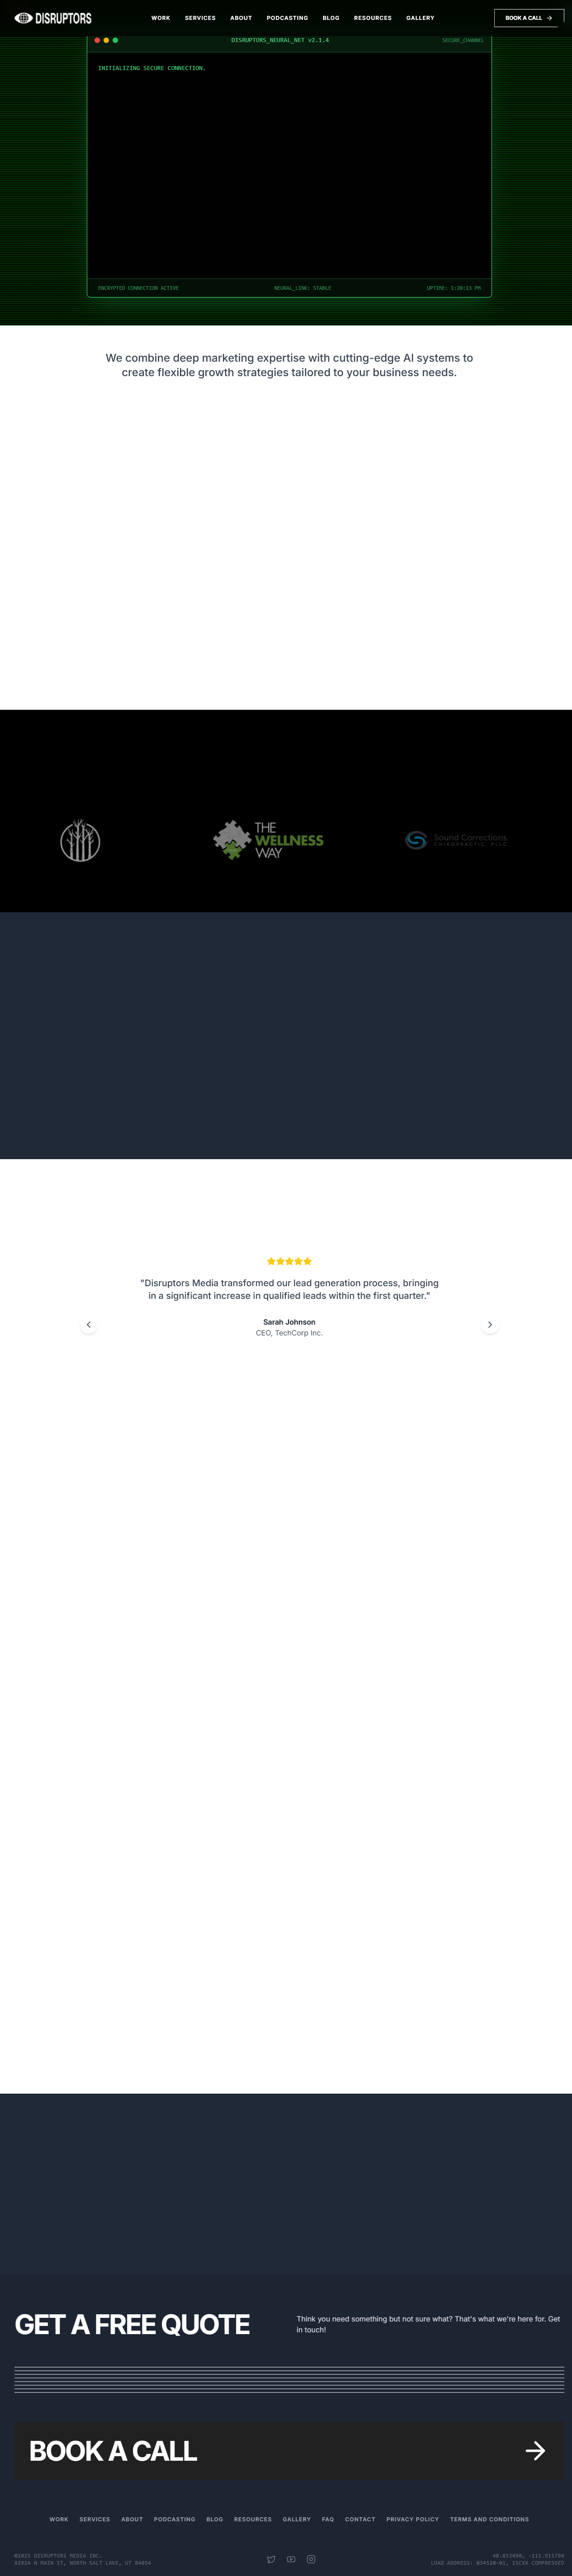 DISRUPTORS
WORK SERVICES ABOUT PODCASTING BLOG RESOURCES GALLERY
BOOK A CALL
DISRUPTORS_NEURAL_NET v2.1.4
SECURE_CHANNEL
INITIALIZING SECURE CONNECTION.
ENCRYPTED CONNECTION ACTIVE
NEURAL_LINK: STABLE
UPTIME: 1:20:13 PM
We combine deep marketing expertise with cutting-edge AI systems to
create flexible growth strategies tailored to your business needs.
THE
WELLNESS
WAY
Sound Corrections
CHIROPRACTIC, PLLC
"Disruptors Media transformed our lead generation process, bringing
in a significant increase in qualified leads within the first quarter."
Sarah Johnson
CEO, TechCorp Inc.
GET A FREE QUOTE
Think you need something but not sure what? That's what we're here for. Get
in touch!
BOOK A CALL
WORK SERVICES ABOUT PODCASTING BLOG RESOURCES GALLERY FAQ CONTACT PRIVACY POLICY TERMS AND CONDITIONS
©2025 DISRUPTORS MEDIA INC.
N MAIN ST, NORTH SALT LAKE, UT 84054
LOAD ADDRESS:
COMPRESSED